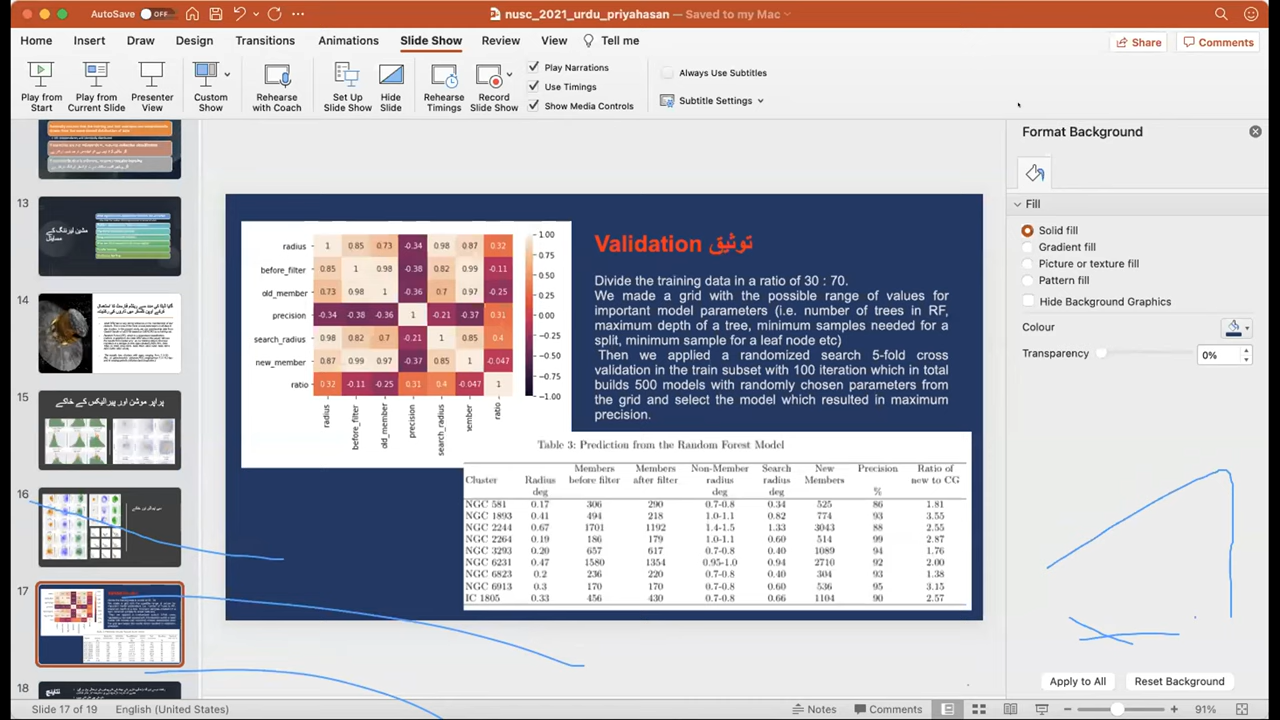 AutoSave OFF
nusc_2021_urdu_priyahasan — Saved to my Mac
Home Insert Draw Design Transitions Animations Slide Show Review View Tell me
Share Comments
Play from Start
Play from Current Slide
Presenter View
Custom Show
Rehearse with Coach
Set Up Slide Show
Hide Slide
Rehearse Timings
Record Slide Show
Play Narrations
Use Timings
Show Media Controls
Always Use Subtitles
Subtitle Settings
13
مشین لیرننگ کے
مسایل
14
15
پراپر موشن اور پیرالیکس کے خاکے
16
17
18
نتایج
radius 1 0.85 0.73 -0.34 0.98 0.87 0.32
before_filter 0.85 1 0.98 -0.38 0.82 0.99 -0.11
old_member 0.73 0.98 1 -0.36 0.7 0.97 -0.25
precision -0.34 -0.38 -0.36 1 -0.21 -0.37 0.31
search_radius 0.98 0.82 0.7 -0.21 1 0.85 0.4
new_member 0.87 0.99 0.97 -0.37 0.85 1 -0.047
ratio 0.32 -0.11 -0.25 0.31 0.4 -0.047 1
radius before_filter old_member precision search_radius ratio
1.00
0.75
0.50
0.25
0.00
-0.25
-0.50
-0.75
-1.00
Validation توثیق
Divide the training data in a ratio of 30 : 70.
We made a grid with the possible range of values for
important model parameters (i.e. number of trees in RF,
maximum depth of a tree, minimum samples needed for a
split, minimum sample for a leaf node etc)
Then we applied a randomized search 5-fold cross
validation in the train subset with 100 iteration which in total
builds 500 models with randomly chosen parameters from
the grid and select the model which resulted in maximum
precision.
Table 3: Prediction from the Random Forest Model
Members Members Non-Member Search New Precision Ratio of
Cluster Radius before filter after filter radius radius Members new to CG
deg deg deg %
NGC 581 0.17 306 290 0.7-0.8 0.34 525 86 1.81
NGC 1893 0.41 494 218 1.0-1.1 0.82 774 93 3.55
NGC 2244 0.67 1701 1192 1.4-1.5 1.33 3043 88 2.55
NGC 2264 0.19 186 179 1.0-1.1 0.60 514 99 2.87
NGC 3293 0.20 657 617 0.7-0.8 0.40 1089 94 1.76
NGC 6231 0.47 1580 1354 0.95-1.0 0.94 2710 92 2.00
NGC 6823 0.2 236 220 0.7-0.8 0.40 304 93 1.38
NGC 6913 0.3 170 170 0.7-0.8 0.60 536 95 3.15
IC 1805 0.33 456 430 0.7-0.8 0.66 1104 90 2.57
Format Background
Fill
Solid fill
Gradient fill
Picture or texture fill
Pattern fill
Hide Background Graphics
Colour
Transparency 0%
Apply to All Reset Background
Slide 17 of 19 English (United States) Notes Comments 91%